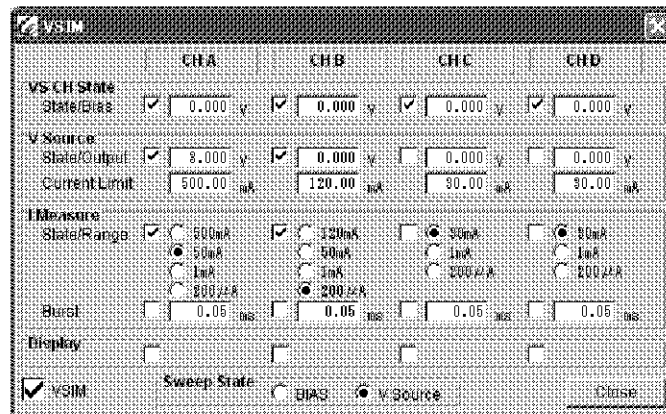 VSIM
CH A CH B CH C CH D
VS CH State
State/Bias 0.000 V 0.000 V 0.000 V 0.000 V
V Source
State/Output 8.000 V 0.000 V 0.000 V 0.000 V
Current Limit 500.00 mA 120.00 mA 30.00 mA 30.00 mA
I Measure
State/Range 500mA 120mA 30mA 30mA
50mA 50mA 1mA 1mA
1mA 1mA 200μA 200μA
200μA 200μA
Burst 0.05 ms 0.05 ms 0.05 ms 0.05 ms
Display
VSIM Sweep State BIAS V Source Close